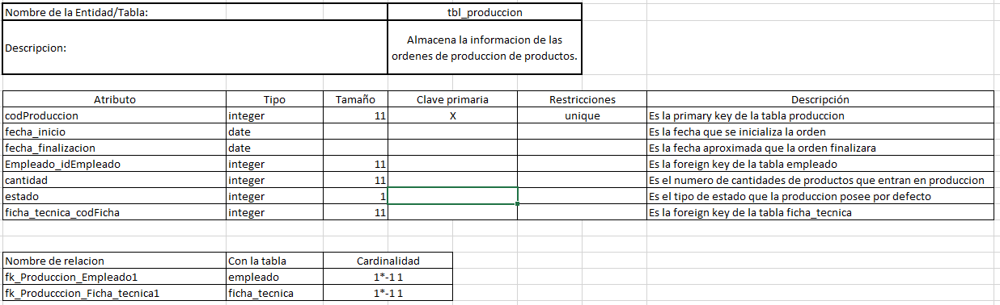 Nombre de la Entidad/Tabla: tbl_produccion
Descripcion: Almacena la informacion de las
ordenes de produccion de productos.
Atributo Tipo Tamaño Clave primaria Restricciones Descripción
codProduccion integer 11 X unique Es la primary key de la tabla produccion
fecha_inicio date Es la fecha que se inicializa la orden
fecha_finalizacion date Es la fecha aproximada que la orden finalizara
Empleado_idEmpleado integer 11 Es la foreign key de la tabla empleado
cantidad integer 11 Es el numero de cantidades de productos que entran en produccion
estado integer 1 Es el tipo de estado que la produccion posee por defecto
ficha_tecnica_codFicha integer 11 Es la foreign key de la tabla ficha_tecnica
Nombre de relacion Con la tabla Cardinalidad
fk_Produccion_Empleado1 empleado 1*-1 1
fk_Producccion_Ficha_tecnica1 ficha_tecnica 1*-1 1